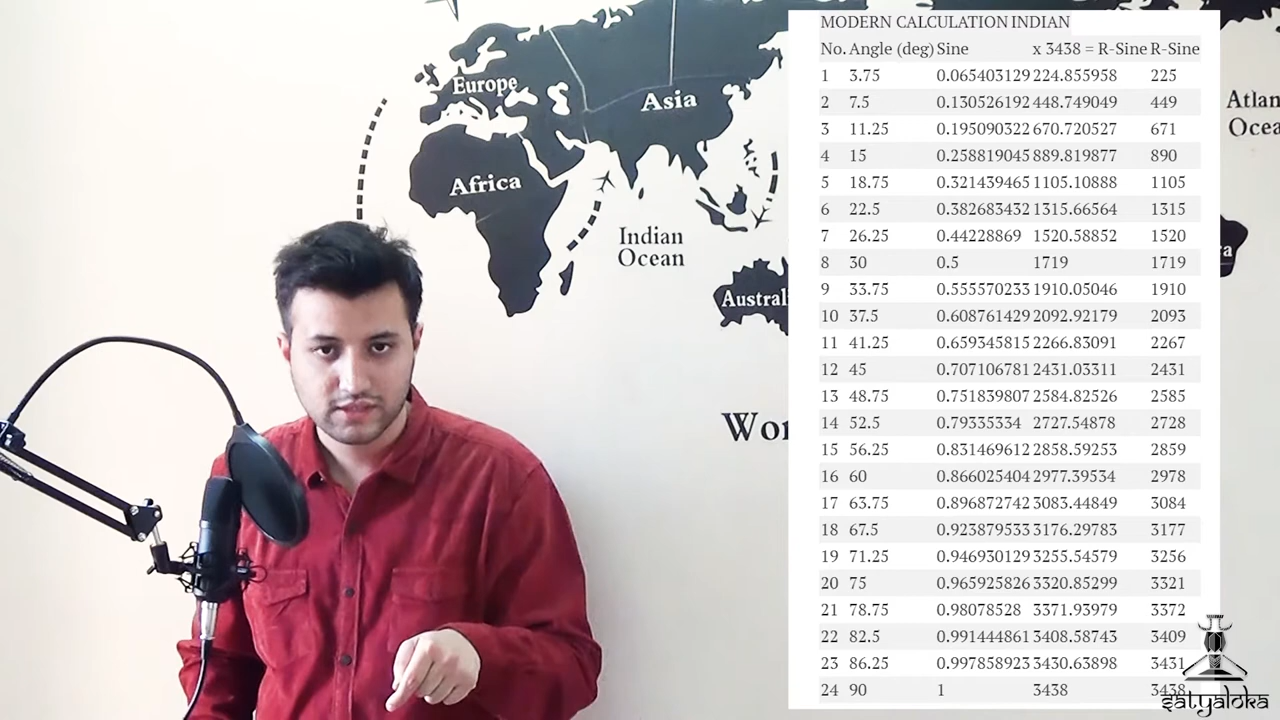 Europe
Asia
Africa
Indian
Ocean
Austral
Wor
Atlan
Ocea
a
MODERN CALCULATION INDIAN
No. Angle (deg) Sine x 3438 = R-Sine R-Sine
1 3.75 0.065403129 224.855958 225
2 7.5 0.130526192 448.749049 449
3 11.25 0.195090322 670.720527 671
4 15 0.258819045 889.819877 890
5 18.75 0.321439465 1105.10888 1105
6 22.5 0.382683432 1315.66564 1315
7 26.25 0.44228869 1520.58852 1520
8 30 0.5 1719 1719
9 33.75 0.555570233 1910.05046 1910
10 37.5 0.608761429 2092.92179 2093
11 41.25 0.659345815 2266.83091 2267
12 45 0.707106781 2431.03311 2431
13 48.75 0.751839807 2584.82526 2585
14 52.5 0.79335334 2727.54878 2728
15 56.25 0.831469612 2858.59253 2859
16 60 0.866025404 2977.39534 2978
17 63.75 0.896872742 3083.44849 3084
18 67.5 0.923879533 3176.29783 3177
19 71.25 0.946930129 3255.54579 3256
20 75 0.965925826 3320.85299 3321
21 78.75 0.98078528 3371.93979 3372
22 82.5 0.991444861 3408.58743 3409
23 86.25 0.997858923 3430.63898 3431
24 90 1 3438 3438
satyaloka